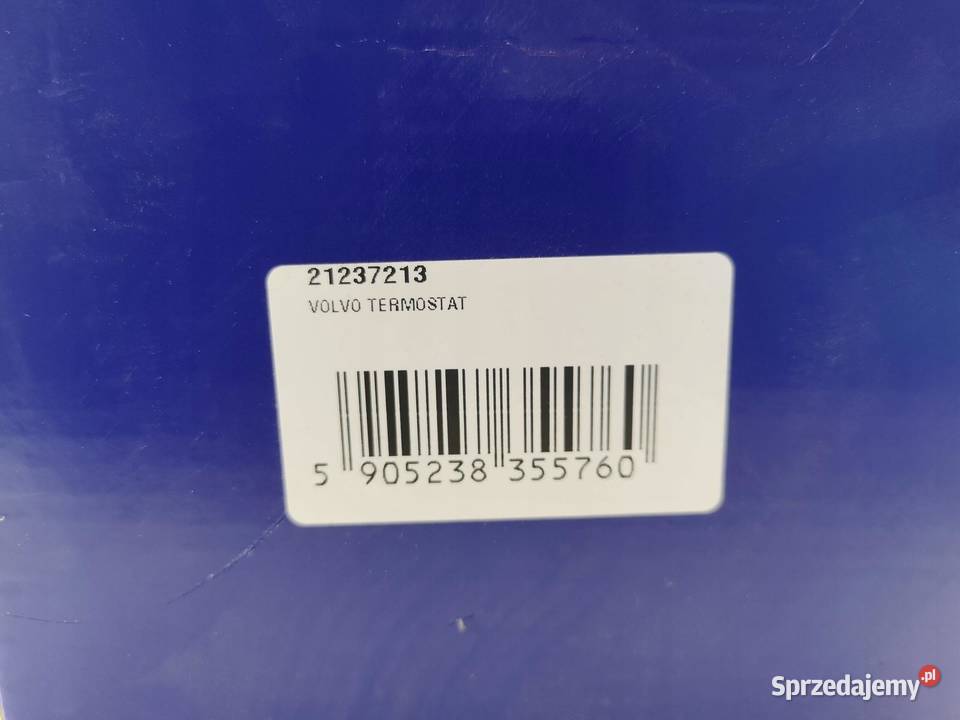 21237213
VOLVO TERMOSTAT
5 905238 355760
Sprzedajemy.pl